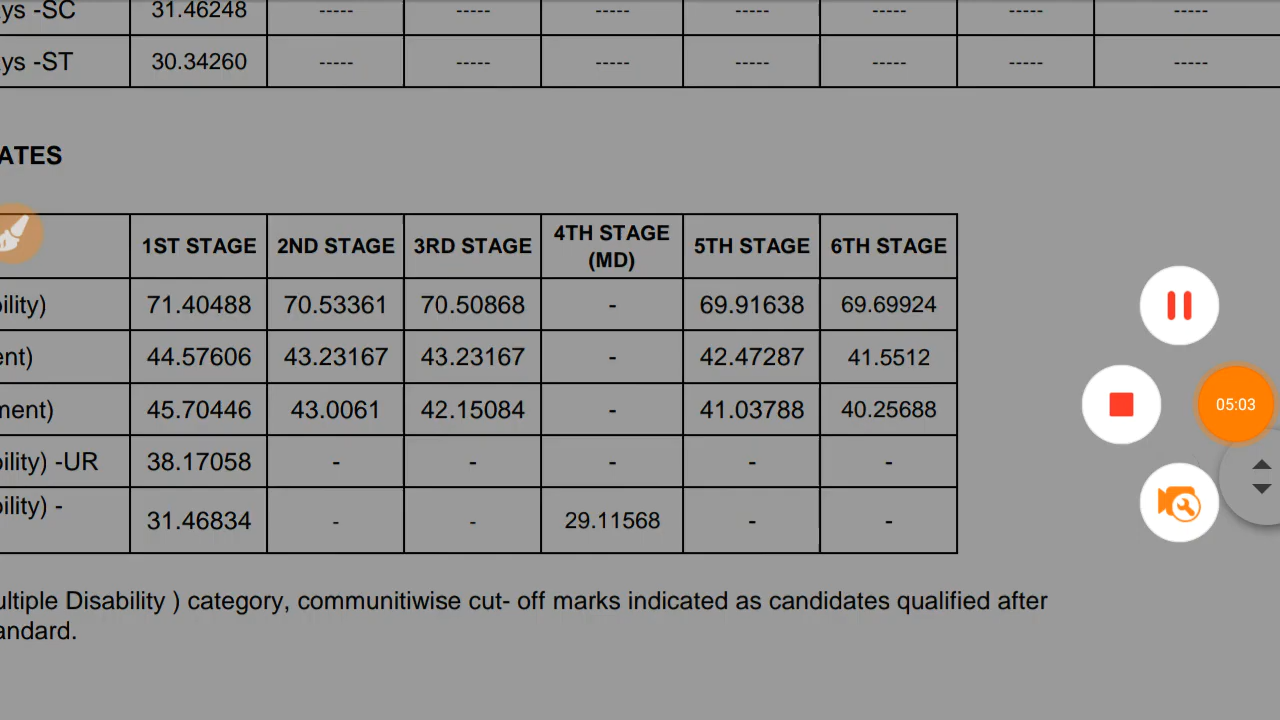 ys -SC 31.46248 ----- ----- ----- ----- ----- ----- -----
ys -ST 30.34260 ----- ----- ----- ----- ----- ----- -----
ATES
1ST STAGE 2ND STAGE 3RD STAGE 4TH STAGE (MD) 5TH STAGE 6TH STAGE
ility) 71.40488 70.53361 70.50868 - 69.91638 69.69924
ent) 44.57606 43.23167 43.23167 - 42.47287 41.5512
ment) 45.70446 43.0061 42.15084 - 41.03788 40.25688
ility) -UR 38.17058 - - - - -
ility) - 31.46834 - - 29.11568 - -
ultiple Disability ) category, communitiwise cut- off marks indicated as candidates qualified after
andard.
05:03